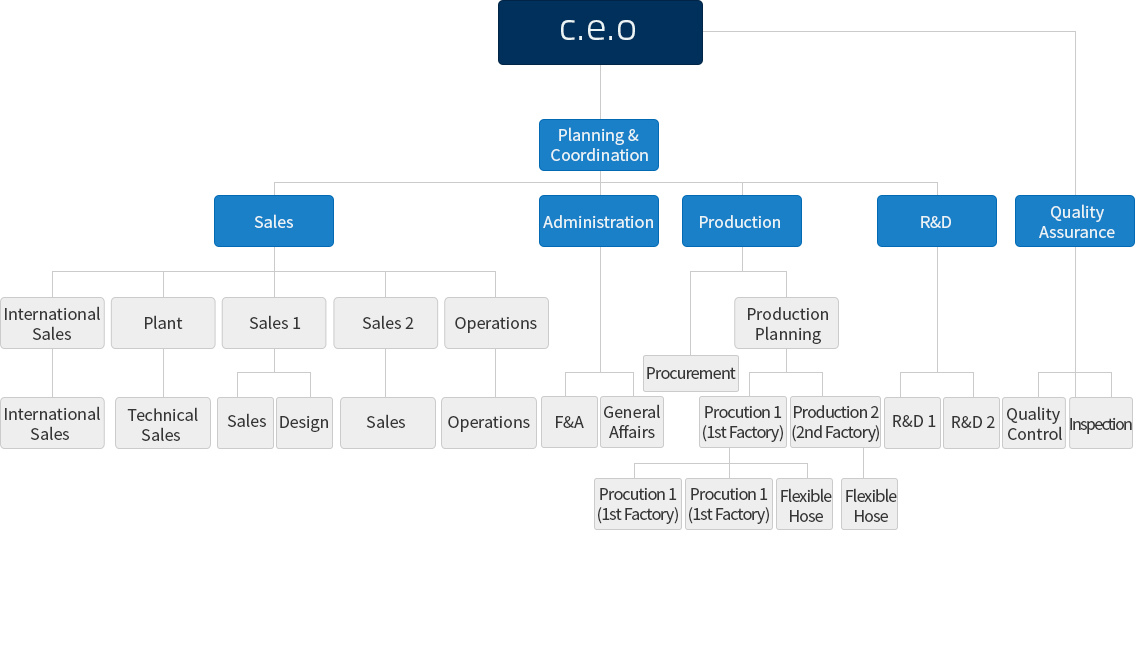 c.e.o
Planning &
Coordination
Sales
Administration
Production
R&D
Quality
Assurance
International
Sales
Plant
Sales 1
Sales 2
Operations
Production
Planning
Procurement
International
Sales
Technical
Sales
Sales
Design
Sales
Operations
F&A
General
Affairs
Procution 1
(1st Factory)
Production 2
(2nd Factory)
R&D 1
R&D 2
Quality
Control
Inspection
Procution 1
(1st Factory)
Procution 1
(1st Factory)
Flexible
Hose
Flexible
Hose